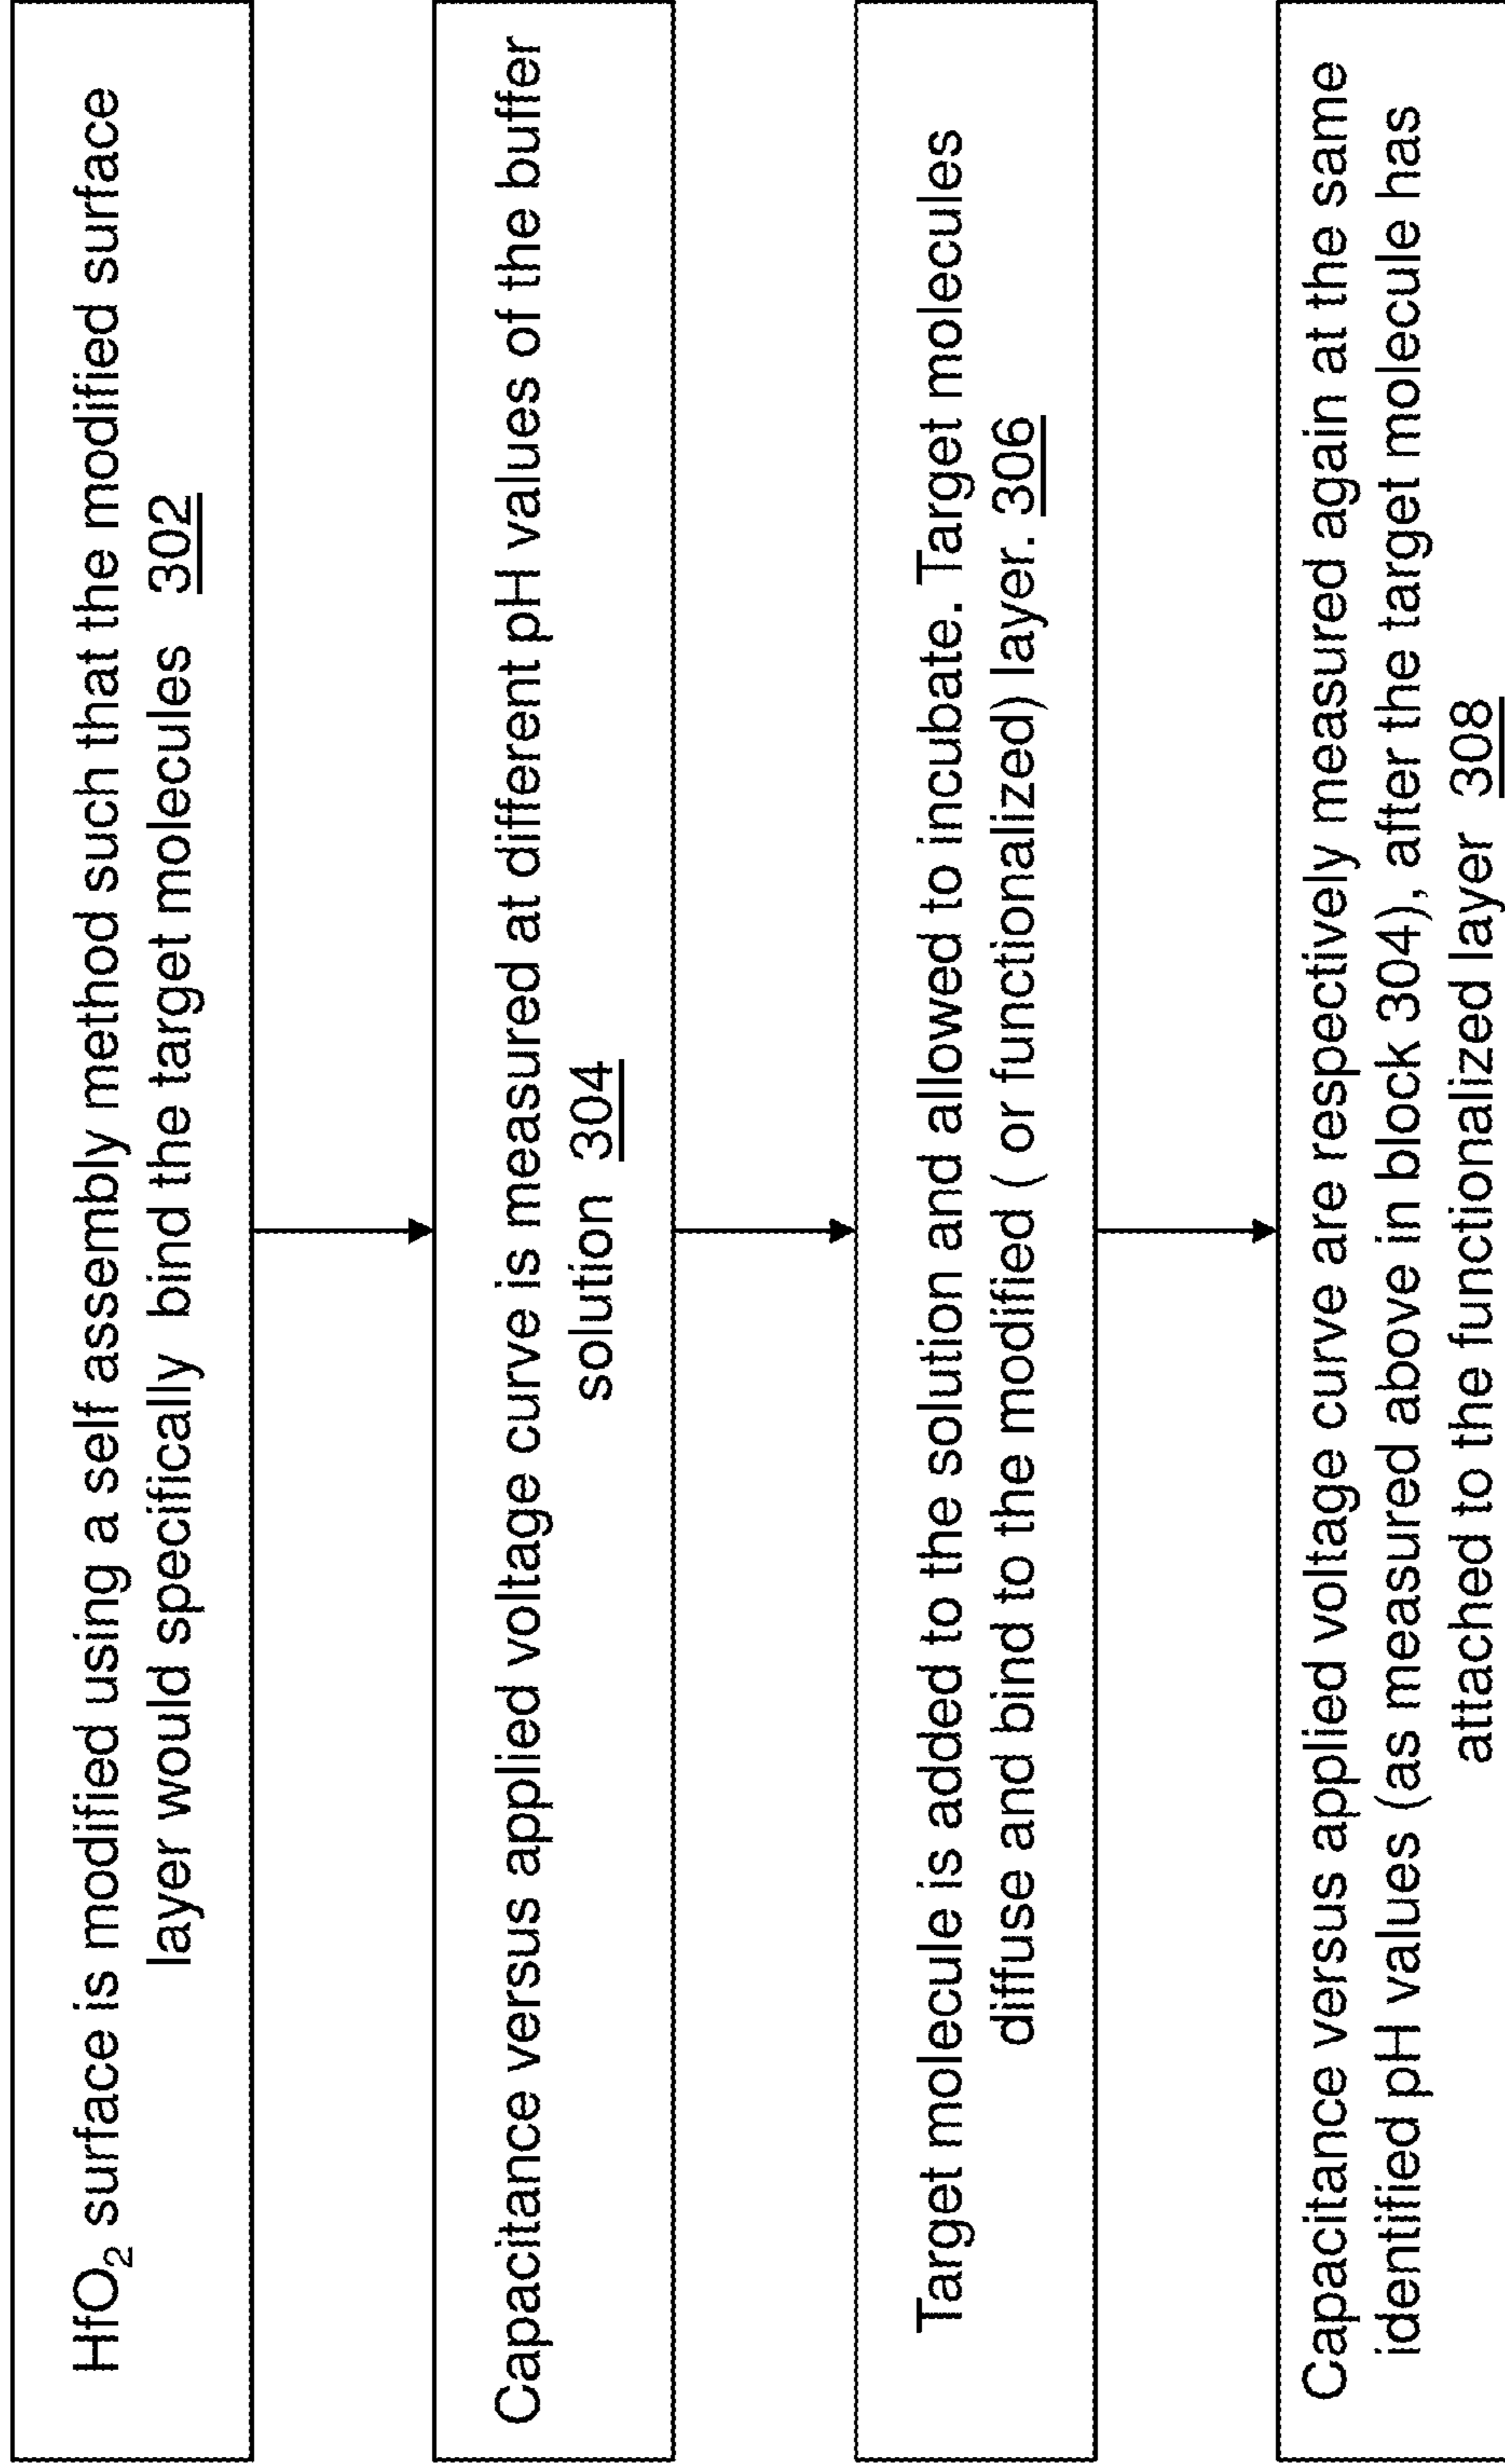 HfO₂ surface is modified using a self assembly method such that the modified surface
layer would specifically bind the target molecules 302
Capacitance versus applied voltage curve is measured at different pH values of the buffer
solution 304
Target molecule is added to the solution and allowed to incubate. Target molecules
diffuse and bind to the modified ( or functionalized) layer. 306
Capacitance versus applied voltage curve are respectively measured again at the same
identified pH values (as measured above in block 304), after the target molecule has
attached to the functionalized layer 308